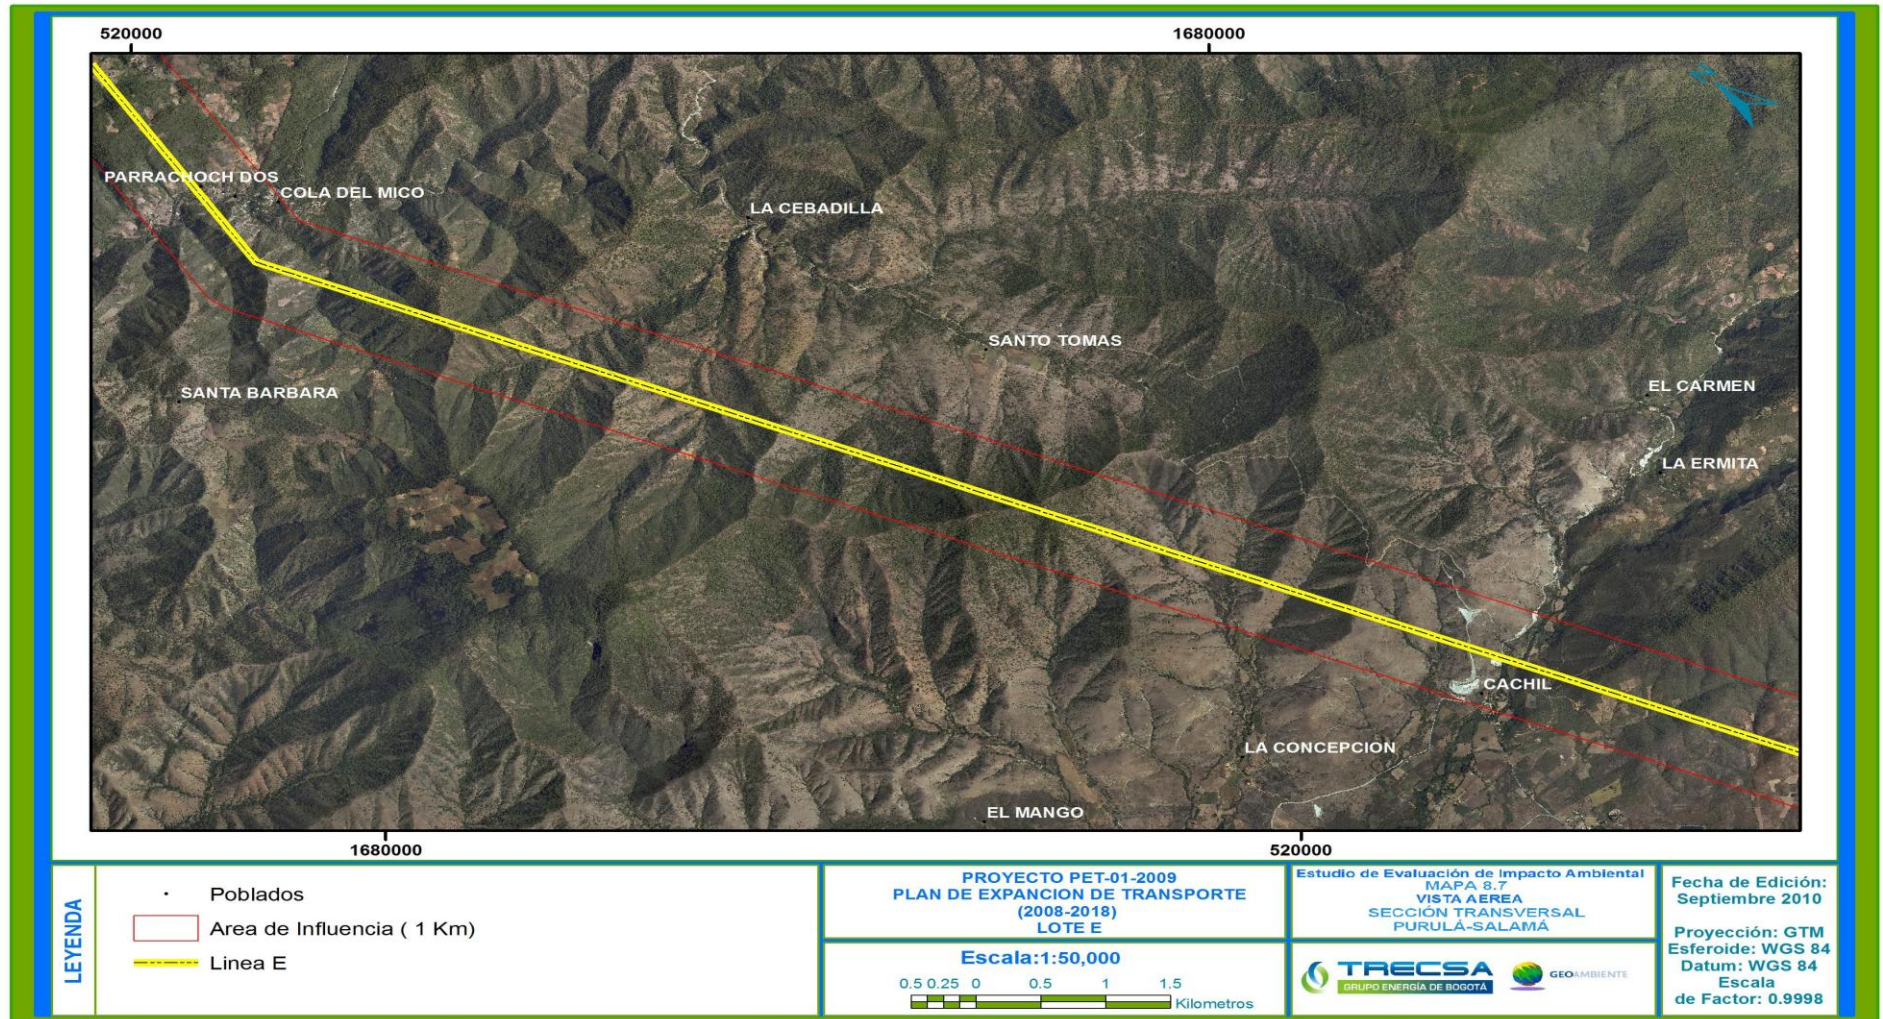 520000
1680000
N
PARRACHOCH DOS
COLA DEL MICO
LA CEBADILLA
SANTO TOMAS
SANTA BARBARA
EL CARMEN
LA ERMITA
CACHIL
LA CONCEPCION
EL MANGO
1680000
520000
LEYENDA
Poblados
Area de Influencia ( 1 Km)
Linea E
PROYECTO PET-01-2009
PLAN DE EXPANCION DE TRANSPORTE
(2008-2018)
LOTE E
Escala:1:50,000
0.5 0.25 0 0.5 1 1.5
Kilometros
Estudio de Evaluación de Impacto Ambiental
MAPA 8.7
VISTA AEREA
SECCIÓN TRANSVERSAL
PURULÁ-SALAMÁ
TRECSA
GRUPO ENERGÍA DE BOGOTÁ
GEOAMBIENTE
Fecha de Edición:
Septiembre 2010
Proyección: GTM
Esferoide: WGS 84
Datum: WGS 84
Escala
de Factor: 0.9998